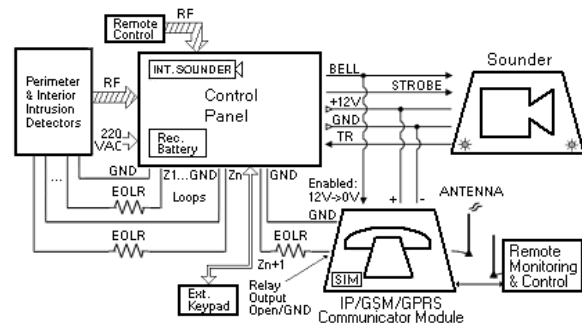 Remote
Control
RF
INT. SOUNDER
Control
Panel
Rec.
Battery
Perimeter
& Interior
Intrusion
Detectors
RF
220
VAC
BELL
STROBE
+12V
GND
TR
Sounder
GND
Z1...GND
Zn
GND
...
EOLR
Loops
EOLR
EOLR
Zn+1
Enabled:
12V->0V
+
-
GND
ANTENNA
SIM
Ext.
Keypad
Relay
Output
Open/GND
IP/GSM/GPRS
Communicator Module
Remote
Monitoring
& Control